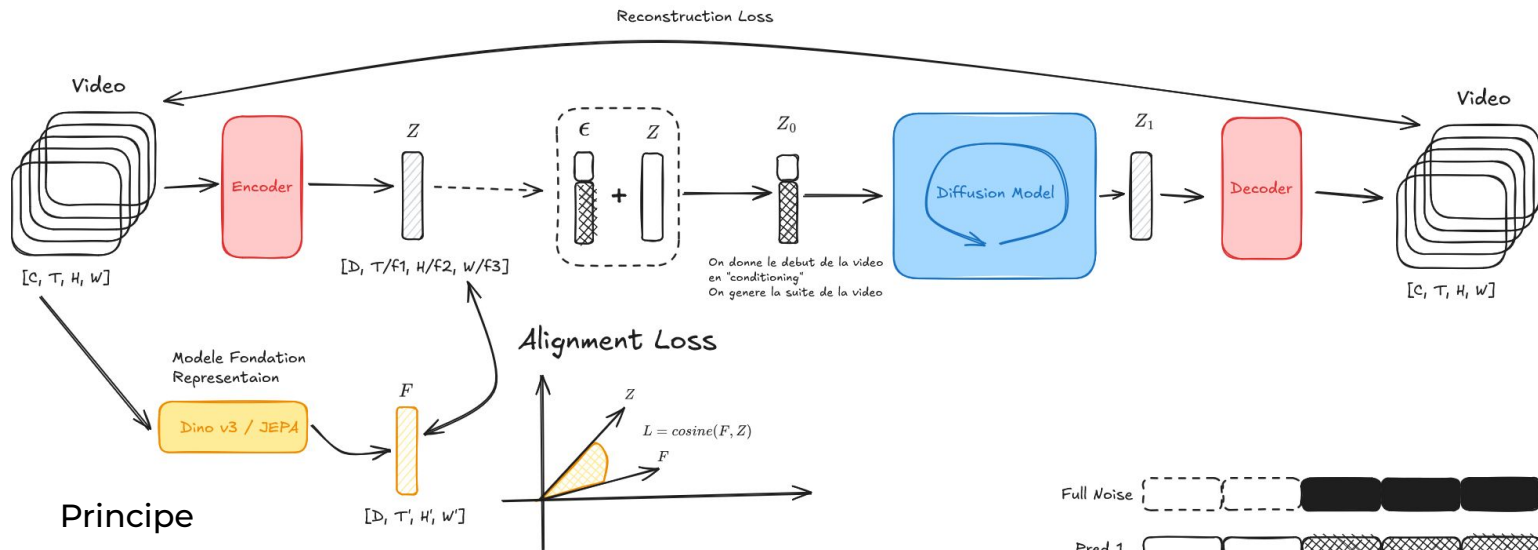 Reconstruction Loss
Video
Video
Z
ϵ
Z
Z₀
Z₁
Encoder
+
Diffusion Model
Decoder
[C, T, H, W]
[D, T/f1, H/f2, W/f3]
On donne le debut de la video
en "conditioning"
On genere la suite de la video
[C, T, H, W]
Alignment Loss
Modele Fondation
Representaion
F
Dino v3 / JEPA
Z
L = cosine(F, Z)
F
[D, T', H', W']
Principe
Full Noise
Pred 1